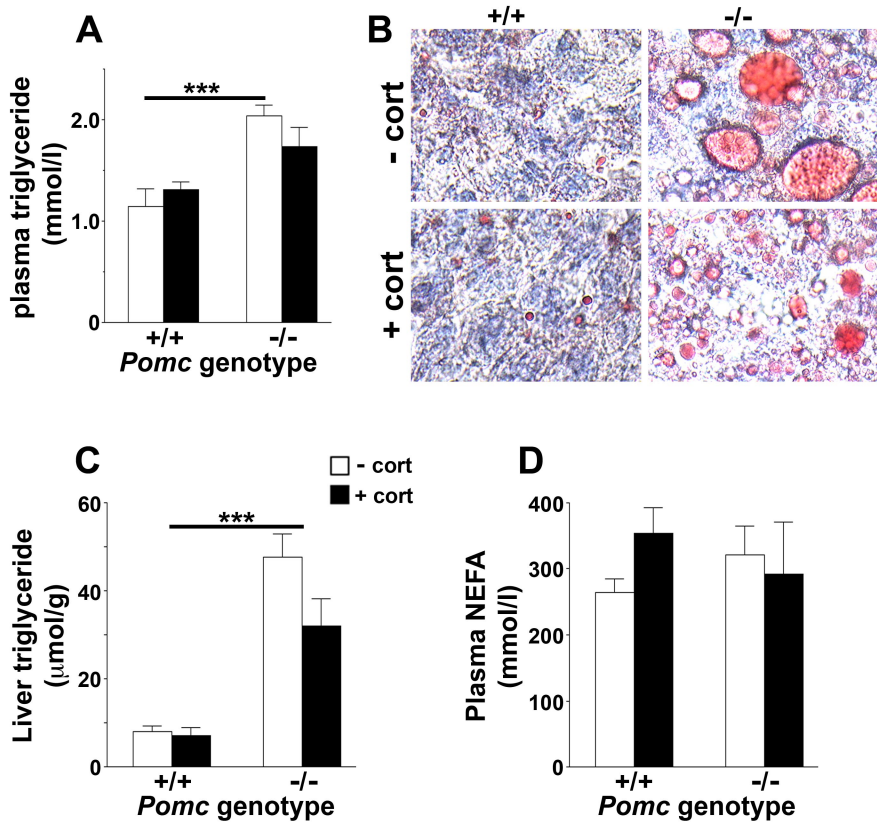 A
***
plasma triglyceride
(mmol/l)
2.0
1.0
0
+/+
-/-
Pomc genotype
B
+/+
-/-
- cort
+ cort
C
- cort
+ cort
***
Liver triglyceride
(μmol/g)
60
40
20
0
+/+
-/-
Pomc genotype
D
Plasma NEFA
(mmol/l)
400
300
200
100
0
+/+
-/-
Pomc genotype